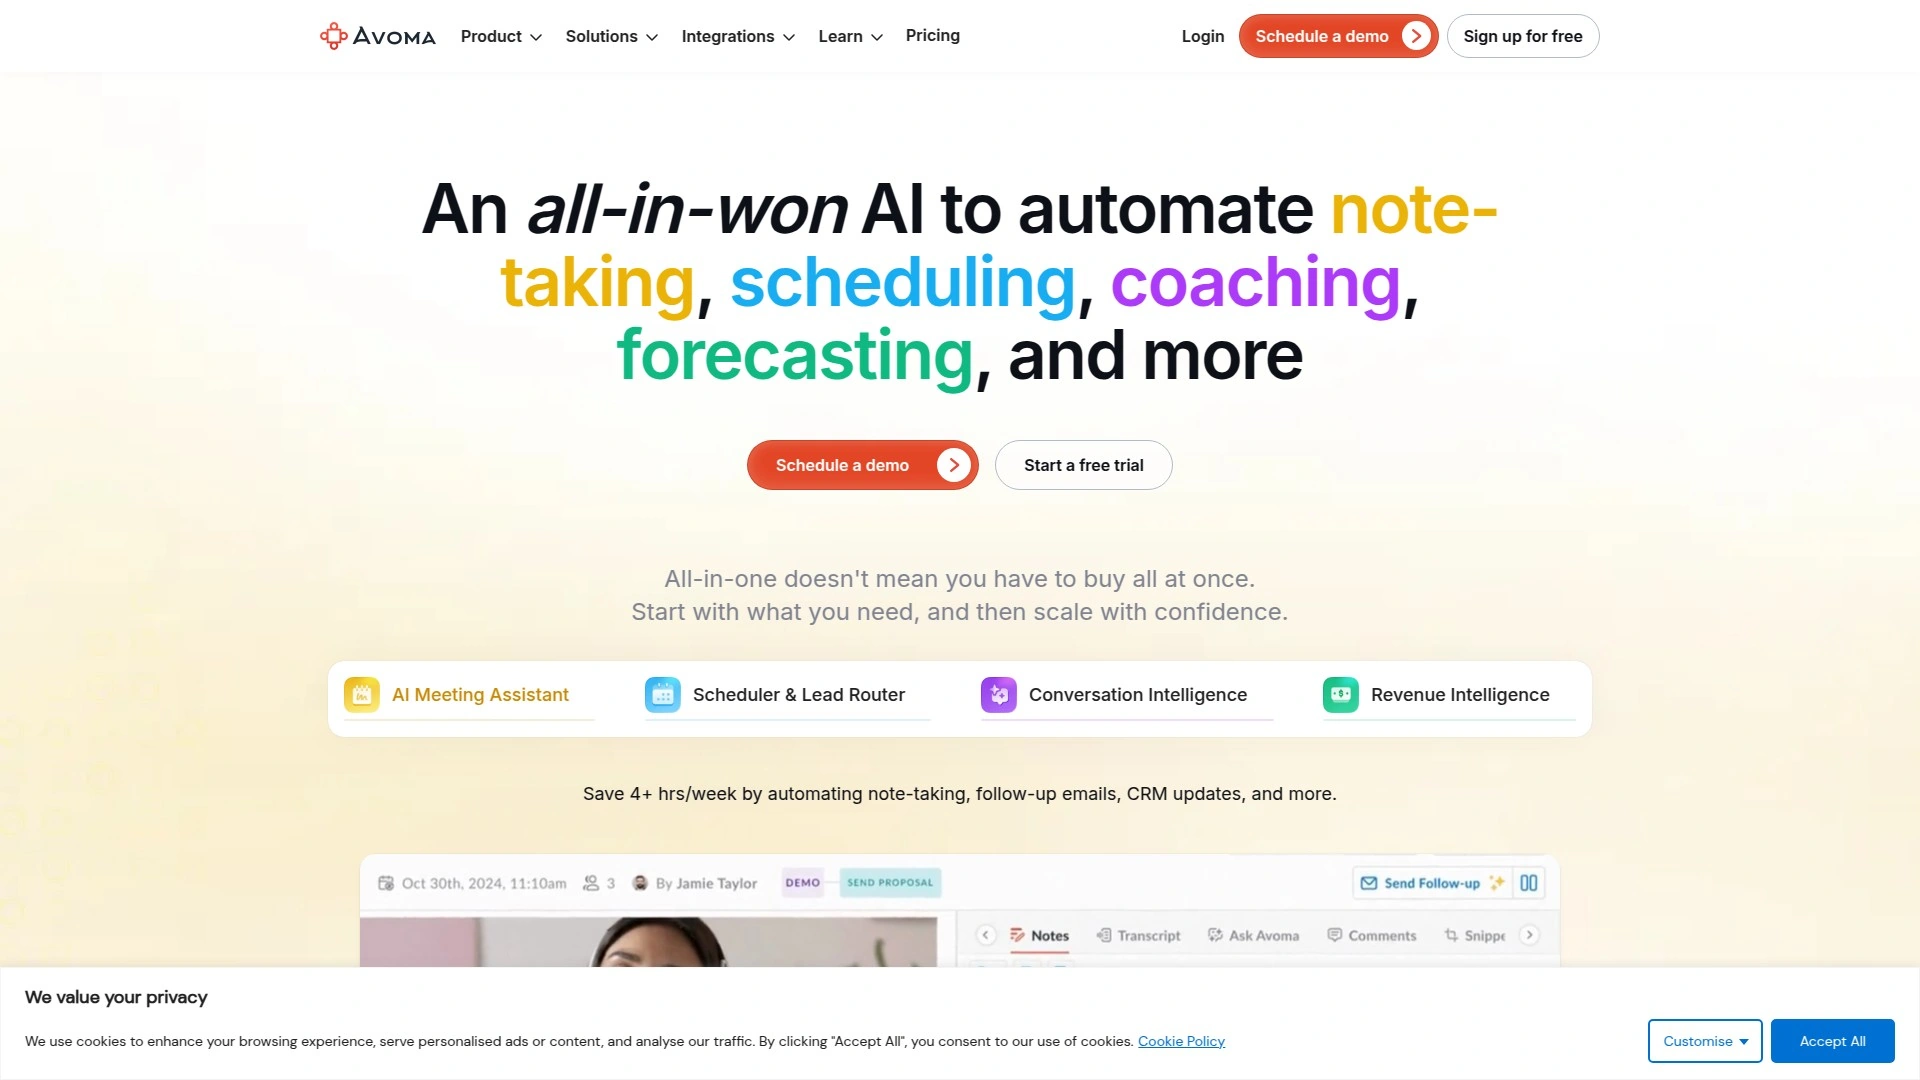 AVOMA
Product
Solutions
Integrations
Learn
Pricing
Login
Schedule a demo
Sign up for free
An all-in-won AI to automate note-
taking, scheduling, coaching,
forecasting, and more
Schedule a demo
Start a free trial
All-in-one doesn't mean you have to buy all at once.
Start with what you need, and then scale with confidence.
AI Meeting Assistant
Scheduler & Lead Router
Conversation Intelligence
Revenue Intelligence
Save 4+ hrs/week by automating note-taking, follow-up emails, CRM updates, and more.
Oct 30th, 2024, 11:10am
3
By Jamie Taylor
DEMO
SEND PROPOSAL
Send Follow-up
Notes
Transcript
Ask Avoma
Comments
Snippe
We value your privacy
We use cookies to enhance your browsing experience, serve personalised ads or content, and analyse our traffic. By clicking "Accept All", you consent to our use of cookies. Cookie Policy
Customise
Accept All